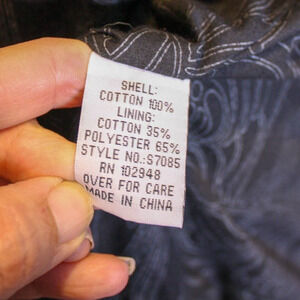 SHELL:
COTTON 100%
LINING:
COTTON 35%
POLYESTER 65%
STYLE NO.:S7085
RN 102948
OVER FOR CARE
MADE IN CHINA